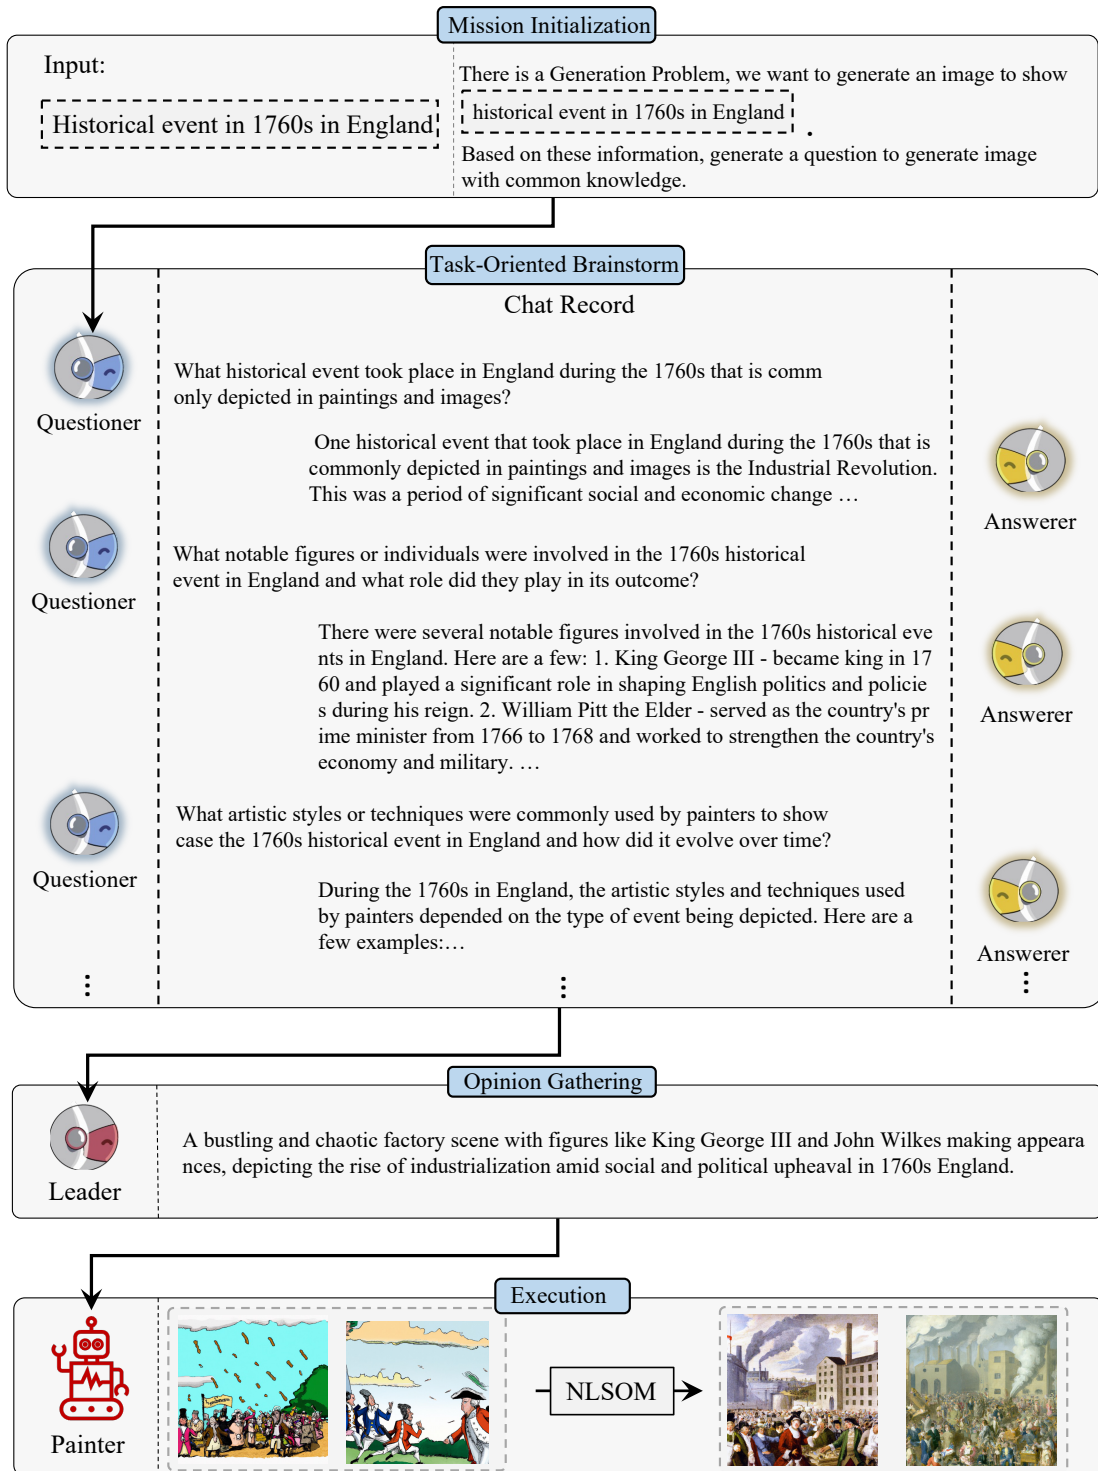 Mission Initialization
Input:
Historical event in 1760s in England
There is a Generation Problem, we want to generate an image to show
historical event in 1760s in England
.
Based on these information, generate a question to generate image
with common knowledge.
Task-Oriented Brainstorm
Chat Record
Questioner
What historical event took place in England during the 1760s that is comm
only depicted in paintings and images?
One historical event that took place in England during the 1760s that is
commonly depicted in paintings and images is the Industrial Revolution.
This was a period of significant social and economic change …
Answerer
Questioner
What notable figures or individuals were involved in the 1760s historical
event in England and what role did they play in its outcome?
There were several notable figures involved in the 1760s historical eve
nts in England. Here are a few: 1. King George III - became king in 17
60 and played a significant role in shaping English politics and policie
s during his reign. 2. William Pitt the Elder - served as the country's pr
ime minister from 1766 to 1768 and worked to strengthen the country's
economy and military. …
Answerer
Questioner
What artistic styles or techniques were commonly used by painters to show
case the 1760s historical event in England and how did it evolve over time?
During the 1760s in England, the artistic styles and techniques used
by painters depended on the type of event being depicted. Here are a
few examples:…
Answerer
⋮
⋮
⋮
Opinion Gathering
Leader
A bustling and chaotic factory scene with figures like King George III and John Wilkes making appeara
nces, depicting the rise of industrialization amid social and political upheaval in 1760s England.
Execution
Painter
NLSOM